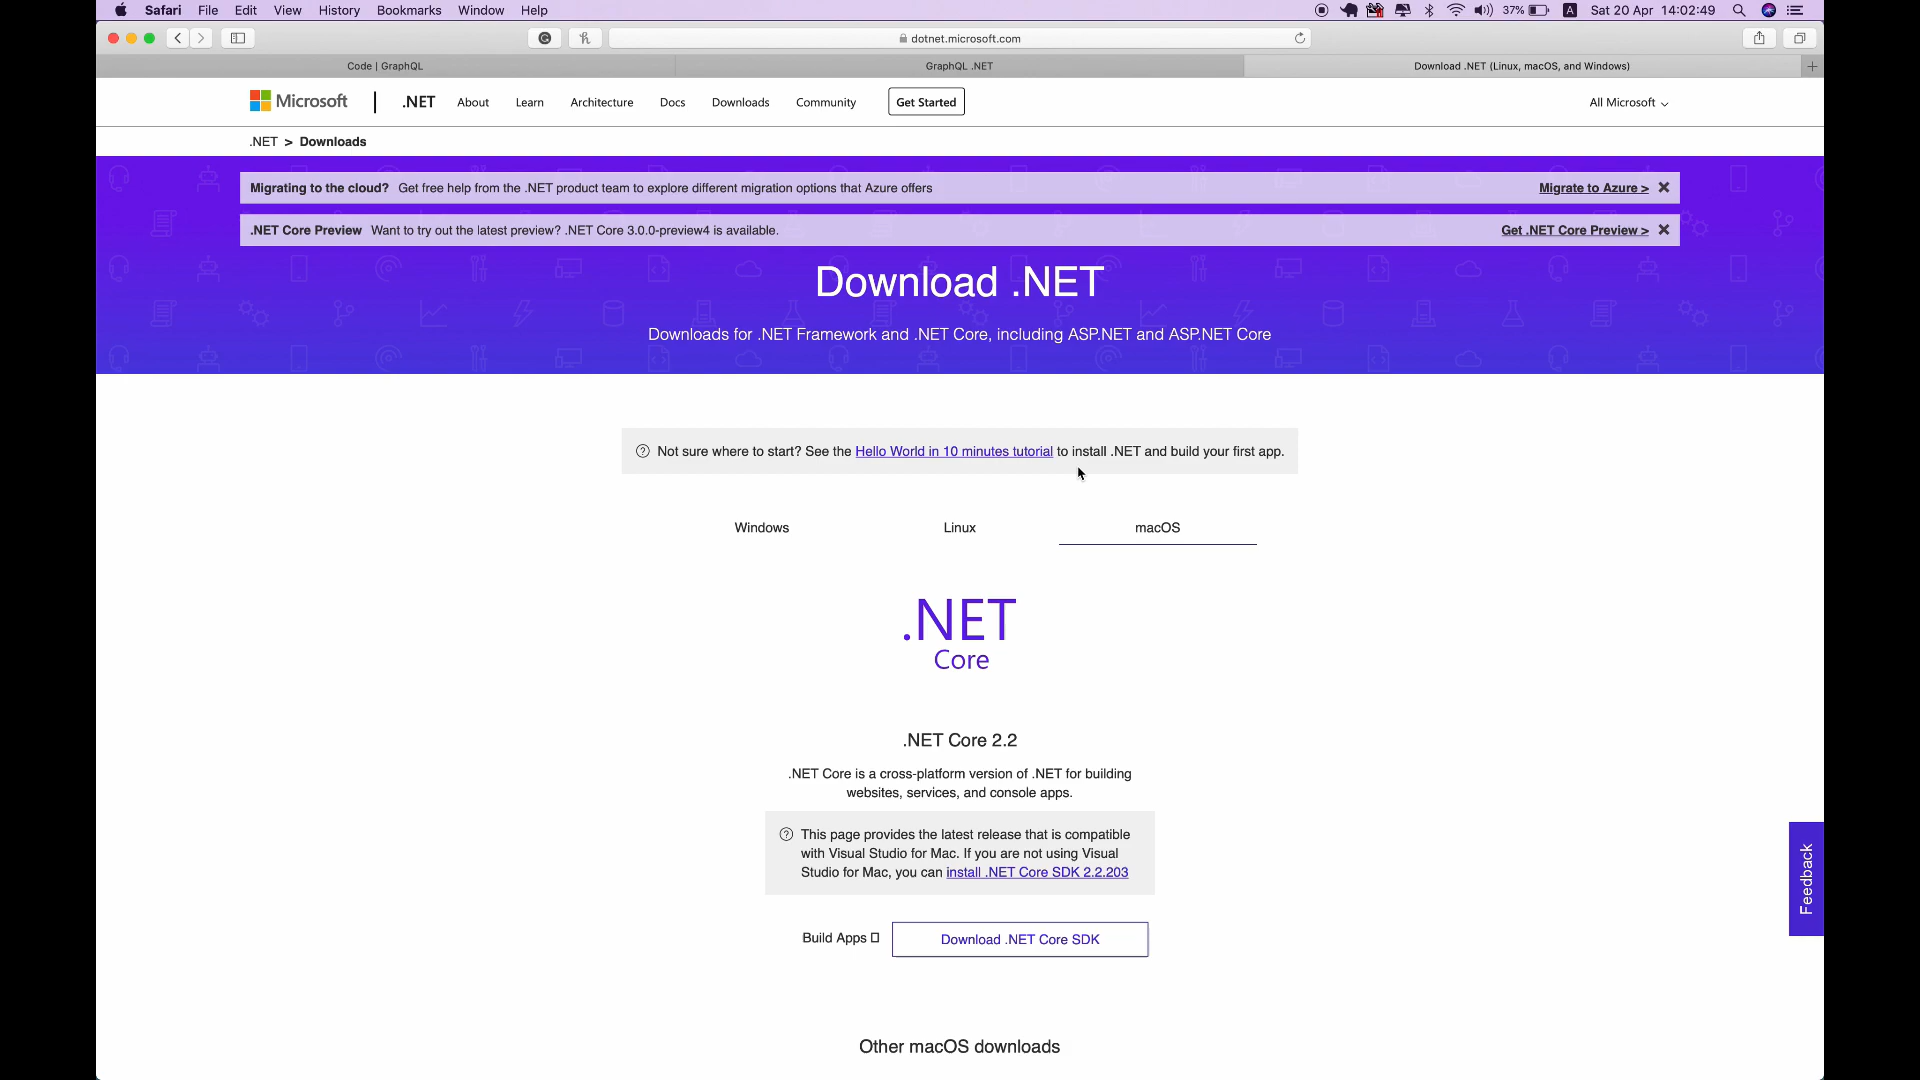 Safari File Edit View History Bookmarks Window Help 37% A Sat 20 Apr 14:02:49
dotnet.microsoft.com
Code | GraphQL GraphQL .NET Download .NET (Linux, macOS, and Windows)
Microsoft .NET About Learn Architecture Docs Downloads Community Get Started All Microsoft
.NET > Downloads
Migrating to the cloud? Get free help from the .NET product team to explore different migration options that Azure offers Migrate to Azure >
.NET Core Preview Want to try out the latest preview? .NET Core 3.0.0-preview4 is available. Get .NET Core Preview >
Download .NET
Downloads for .NET Framework and .NET Core, including ASP.NET and ASP.NET Core
Not sure where to start? See the Hello World in 10 minutes tutorial to install .NET and build your first app.
Windows Linux macOS
.NET
Core
.NET Core 2.2
.NET Core is a cross-platform version of .NET for building
websites, services, and console apps.
This page provides the latest release that is compatible
with Visual Studio for Mac. If you are not using Visual
Studio for Mac, you can install .NET Core SDK 2.2.203
Feedback
Build Apps Download .NET Core SDK
Other macOS downloads